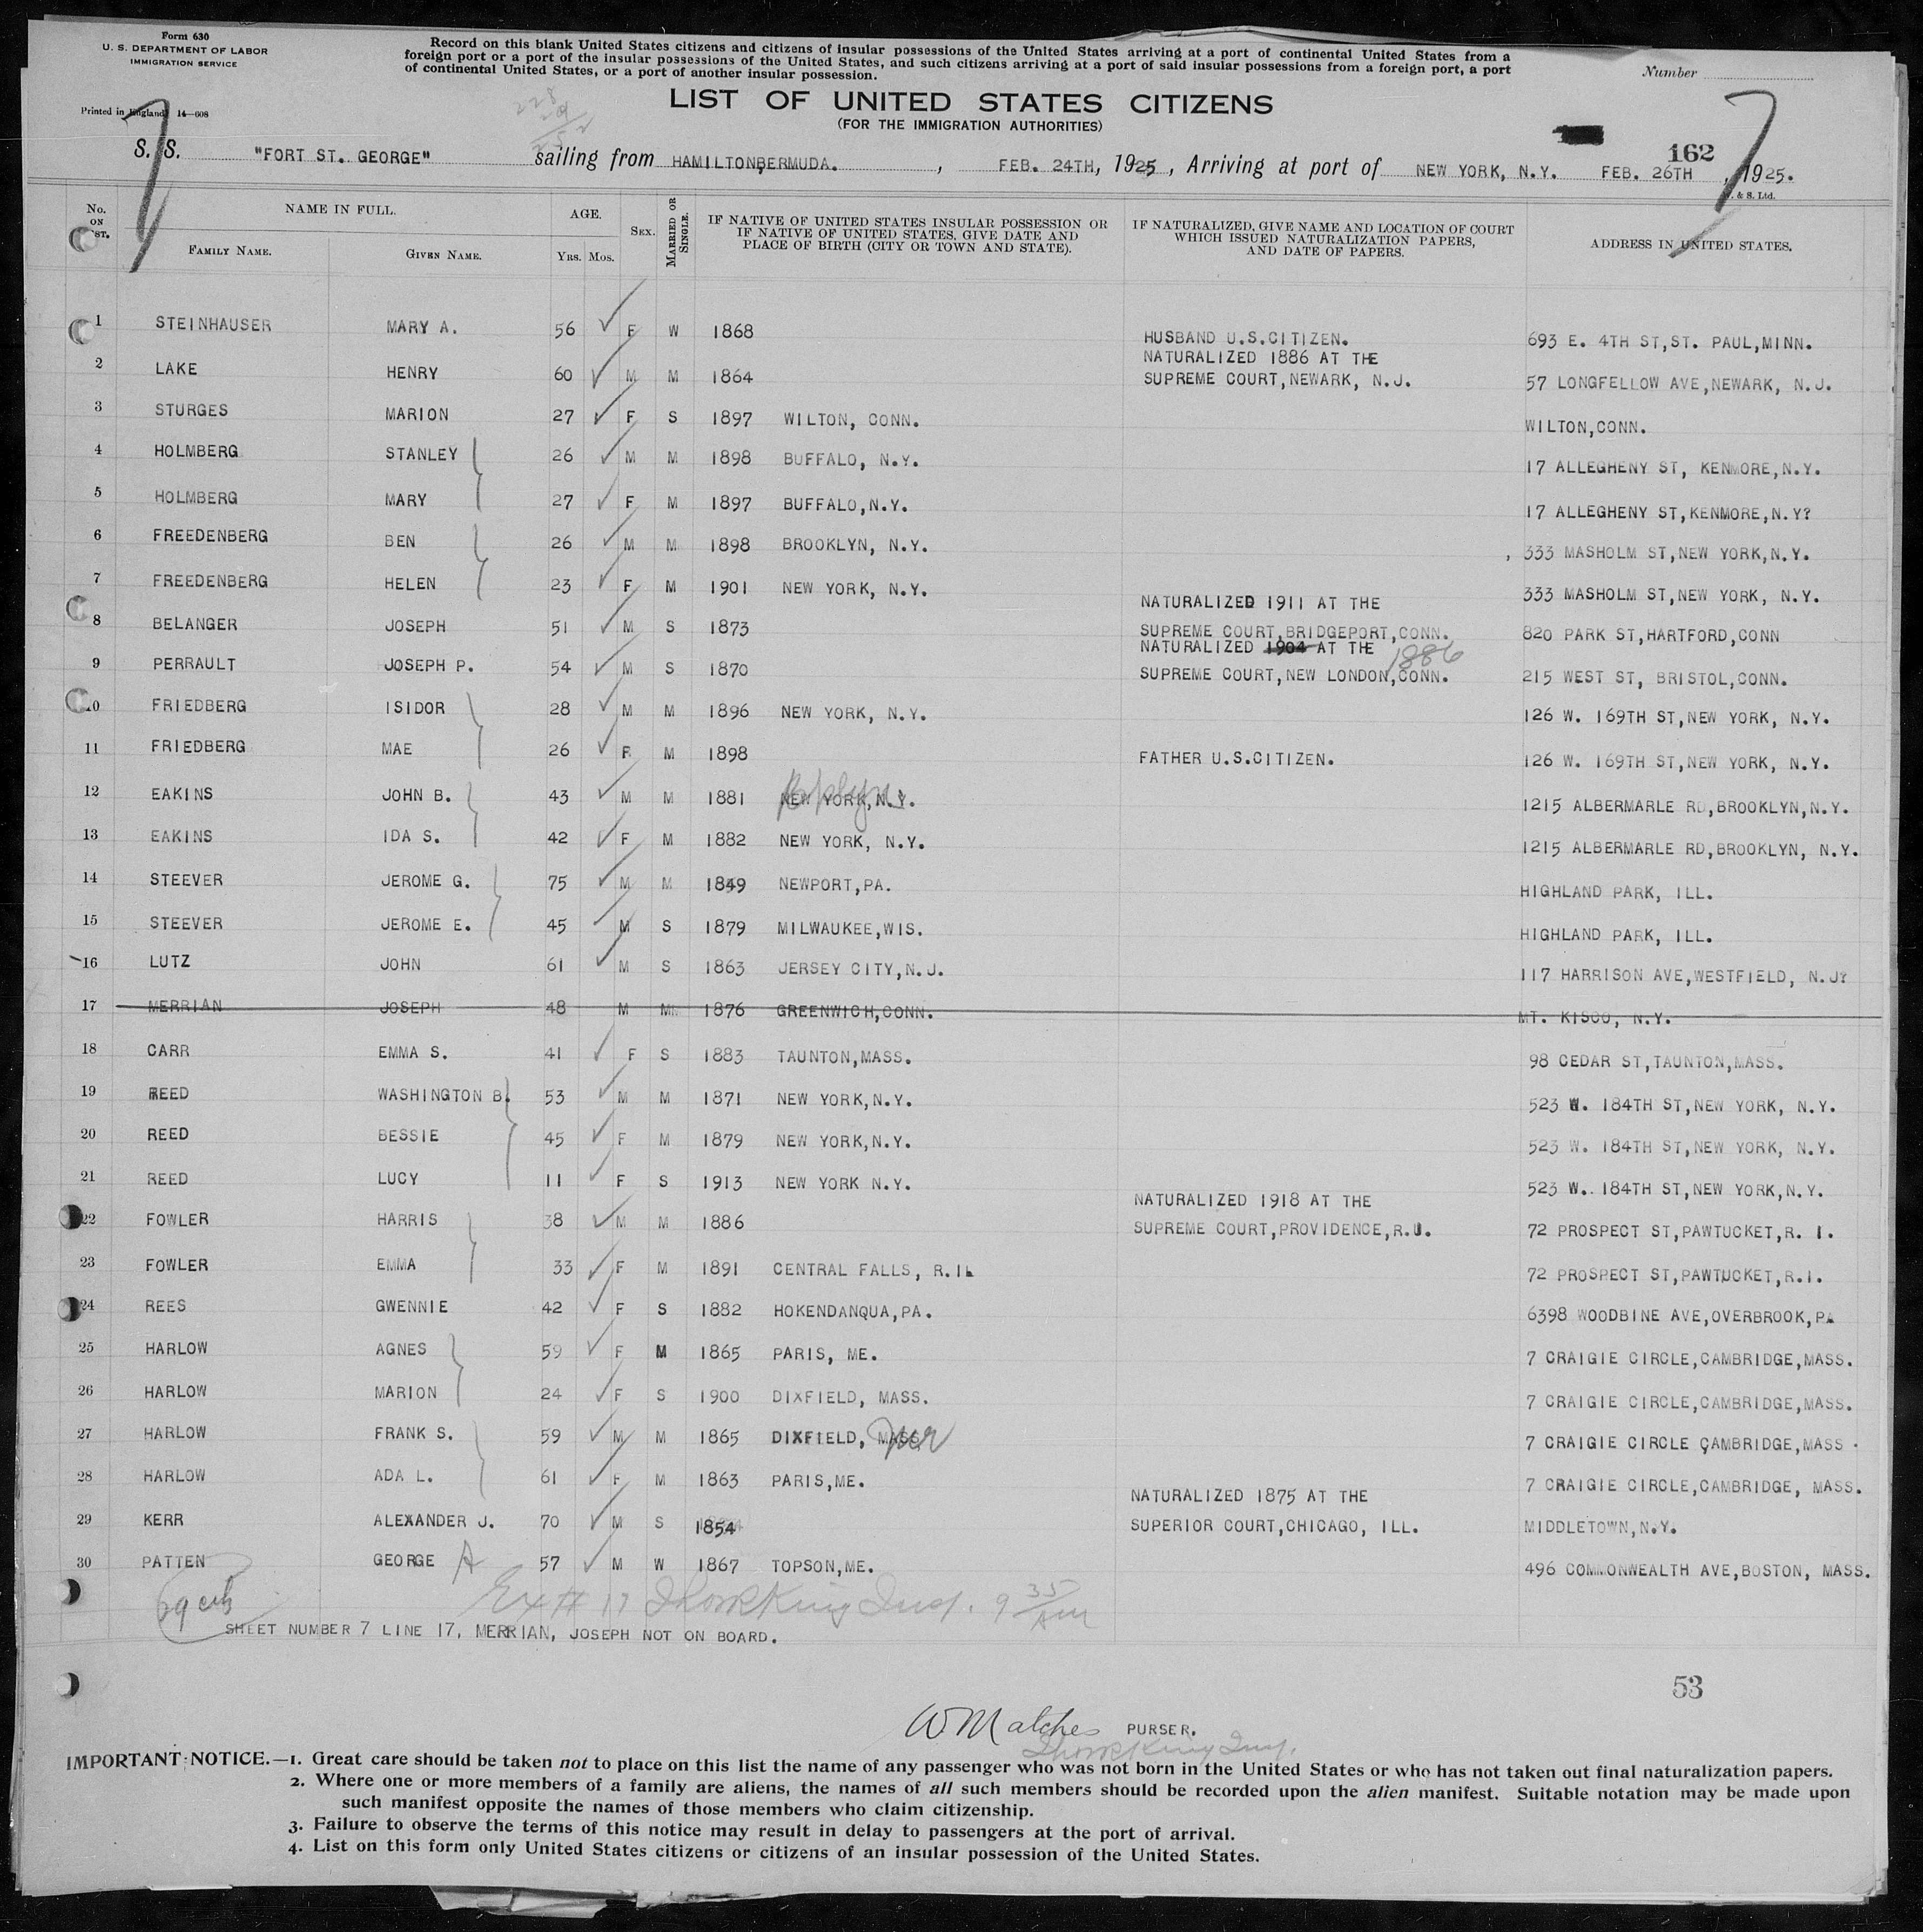 Form 630
U. S. DEPARTMENT OF LABOR
IMMIGRATION SERVICE
Printed in England 14—608
Record on this blank United States citizens and citizens of insular possessions of the United States arriving at a port of continental United States from a
foreign port or a port of the insular possessions of the United States, and such citizens arriving at a port of said insular possessions from a foreign port, a port
of continental United States, or a port of another insular possession.
Number
LIST OF UNITED STATES CITIZENS
(FOR THE IMMIGRATION AUTHORITIES)
7 7
162
S. S. "FORT ST. GEORGE" sailing from HAMILTON,BERMUDA. , FEB. 24TH, 1925 , Arriving at port of NEW YORK, N.Y. FEB. 26TH , 1925.
& S. Ltd.
No. ON LIST. NAME IN FULL. FAMILY NAME. GIVEN NAME. AGE. YRS. MOS. SEX. MARRIED OR SINGLE. IF NATIVE OF UNITED STATES INSULAR POSSESSION OR IF NATIVE OF UNITED STATES, GIVE DATE AND PLACE OF BIRTH (CITY OR TOWN AND STATE). IF NATURALIZED, GIVE NAME AND LOCATION OF COURT WHICH ISSUED NATURALIZATION PAPERS, AND DATE OF PAPERS. ADDRESS IN UNITED STATES.
1 STEINHAUSER MARY A. 56 F W 1868 HUSBAND U.S.CITIZEN. 693 E. 4TH ST,ST. PAUL,MINN.
NATURALIZED 1886 AT THE
2 LAKE HENRY 60 M M 1864 SUPREME COURT,NEWARK, N.J. 57 LONGFELLOW AVE,NEWARK, N.J.
3 STURGES MARION 27 F S 1897 WILTON, CONN. WILTON,CONN.
4 HOLMBERG STANLEY 26 M M 1898 BUFFALO, N.Y. 17 ALLEGHENY ST, KENMORE,N.Y.
5 HOLMBERG MARY 27 F M 1897 BUFFALO,N.Y. 17 ALLEGHENY ST,KENMORE,N.Y?
6 FREEDENBERG BEN 26 M M 1898 BROOKLYN, N.Y. , 333 MASHOLM ST,NEW YORK,N.Y.
7 FREEDENBERG HELEN 23 F M 1901 NEW YORK, N.Y. 333 MASHOLM ST,NEW YORK, N.Y.
NATURALIZED 1911 AT THE
8 BELANGER JOSEPH 51 M S 1873 SUPREME COURT,BRIDGEPORT,CONN. 820 PARK ST,HARTFORD,CONN
NATURALIZED 1904 AT THE 1886
9 PERRAULT JOSEPH P. 54 M S 1870 SUPREME COURT,NEW LONDON,CONN. 215 WEST ST, BRISTOL,CONN.
10 FRIEDBERG ISIDOR 28 M M 1896 NEW YORK, N.Y. 126 W. 169TH ST,NEW YORK, N.Y.
11 FRIEDBERG MAE 26 F M 1898 FATHER U.S.CITIZEN. 126 W. 169TH ST,NEW YORK, N.Y.
12 EAKINS JOHN B. 43 M M 1881 NEW YORK,N.Y. 1215 ALBERMARLE RD,BROOKLYN,N.Y.
13 EAKINS IDA S. 42 F M 1882 NEW YORK, N.Y. 1215 ALBERMARLE RD,BROOKLYN, N.Y.
14 STEEVER JEROME G. 75 M M 1849 NEWPORT,PA. HIGHLAND PARK, ILL.
15 STEEVER JEROME E. 45 M S 1879 MILWAUKEE,WIS. HIGHLAND PARK, ILL.
16 LUTZ JOHN 61 M S 1863 JERSEY CITY,N.J. 117 HARRISON AVE,WESTFIELD, N.J?
17 MERRIAN JOSEPH 48 M M 1876 GREENWICH,CONN. MT. KISCO, N.Y.
18 CARR EMMA S. 41 F S 1883 TAUNTON,MASS. 98 CEDAR ST,TAUNTON,MASS.
19 REED WASHINGTON B. 53 M M 1871 NEW YORK,N.Y. 523 W. 184TH ST,NEW YORK, N.Y.
20 REED BESSIE 45 F M 1879 NEW YORK,N.Y. 523 W. 184TH ST,NEW YORK, N.Y.
21 REED LUCY 11 F S 1913 NEW YORK N.Y. 523 W.. 184TH ST,NEW YORK,N.Y.
NATURALIZED 1918 AT THE
22 FOWLER HARRIS 38 M M 1886 SUPREME COURT,PROVIDENCE,R.I. 72 PROSPECT ST,PAWTUCKET,R. I.
23 FOWLER EMMA 33 F M 1891 CENTRAL FALLS, R.I. 72 PROSPECT ST,PAWTUCKET,R.I.
24 REES GWENNIE 42 F S 1882 HOKENDANQUA,PA. 6398 WOODBINE AVE,OVERBROOK,PA
25 HARLOW AGNES 59 F M 1865 PARIS, ME. 7 CRAIGIE CIRCLE,CAMBRIDGE,MASS.
26 HARLOW MARION 24 F S 1900 DIXFIELD, MASS. 7 CRAIGIE CIRCLE,CAMBRIDGE,MASS.
27 HARLOW FRANK S. 59 M M 1865 DIXFIELD, MASS 7 CRAIGIE CIRCLE CAMBRIDGE,MASS.
28 HARLOW ADA L. 61 F M 1863 PARIS,ME. 7 CRAIGIE CIRCLE,CAMBRIDGE, MASS.
NATURALIZED 1875 AT THE
29 KERR ALEXANDER J. 70 M S 1854 SUPERIOR COURT,CHICAGO, ILL. MIDDLETOWN,N.Y.
30 PATTEN GEORGE A 57 M W 1867 TOPSON,ME. 496 COMMONWEALTH AVE,BOSTON, MASS.
SHEET NUMBER 7 LINE 17, MERRIAN, JOSEPH NOT ON BOARD.
53
W Matches PURSER.
IMPORTANT NOTICE.—1. Great care should be taken not to place on this list the name of any passenger who was not born in the United States or who has not taken out final naturalization papers.
2. Where one or more members of a family are aliens, the names of all such members should be recorded upon the alien manifest. Suitable notation may be made upon
such manifest opposite the names of those members who claim citizenship.
3. Failure to observe the terms of this notice may result in delay to passengers at the port of arrival.
4. List on this form only United States citizens or citizens of an insular possession of the United States.